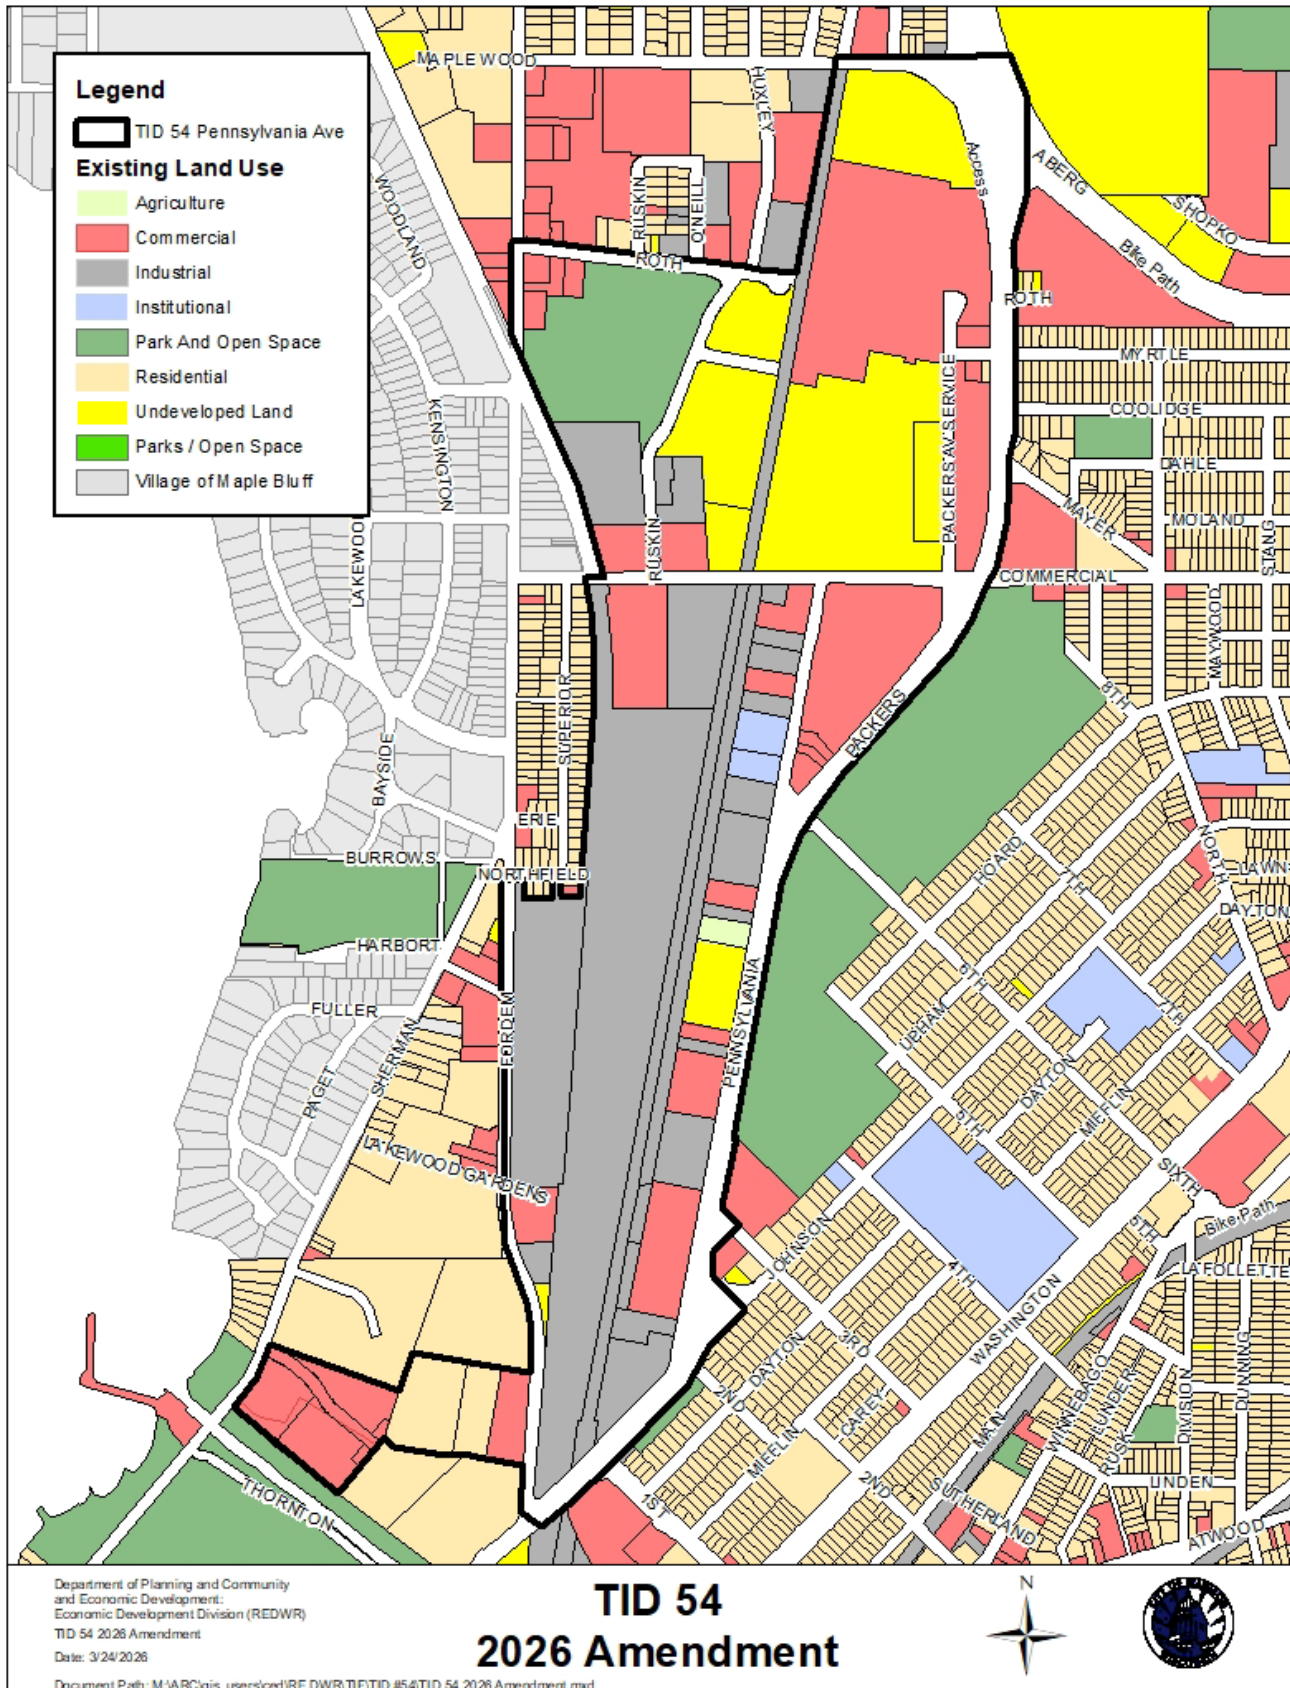 Legend
TID 54 Pennsylvania Ave
Existing Land Use
Agriculture
Commercial
Industrial
Institutional
Park And Open Space
Residential
Undeveloped Land
Parks / Open Space
Village of Maple Bluff
MAPLEWOOD
HUXLEY
Access
ABERG
SHOPKO
Bike Path
WOODLAND
RUSKIN
O'NEILL
ROTH
ROTH
MYRTLE
PACKERS AV SERVICE
COOLIDGE
KENSINGTON
DAHLE
MAYER
MOLAND
STANG
RUSKIN
COMMERCIAL
MAYWOOD
SUPERIOR
8TH
PACKERS
BAYSIDE
ERIE
BURROWS
NORTHFIELD
HOARD
7TH
NORTH
LAWN
DAYTON
HARBORT
FULLER
FORDEM
PENNSYLVANIA
6TH
UPHAM
7TH
SHERMAN
PAGET
DAYTON
MIFFLIN
5TH
LAKEWOOD GARDENS
SIXTH
JOHNSON
5TH
Bike Path
4TH
LA FOLLETTE
WASHINGTON
3RD
DAYTON
2ND
CAREY
MAIN
WINNEBAGO
LUNDER
RUSK
DIVISION
DUNNING
MIFFLIN
2ND
SUTHERLAND
LINDEN
THORNTON
1ST
ATWOOD
Department of Planning and Community
and Economic Development:
Economic Development Division (REDWR)
TID 54 2026 Amendment
Date: 3/24/2026
TID 54
2026 Amendment
N